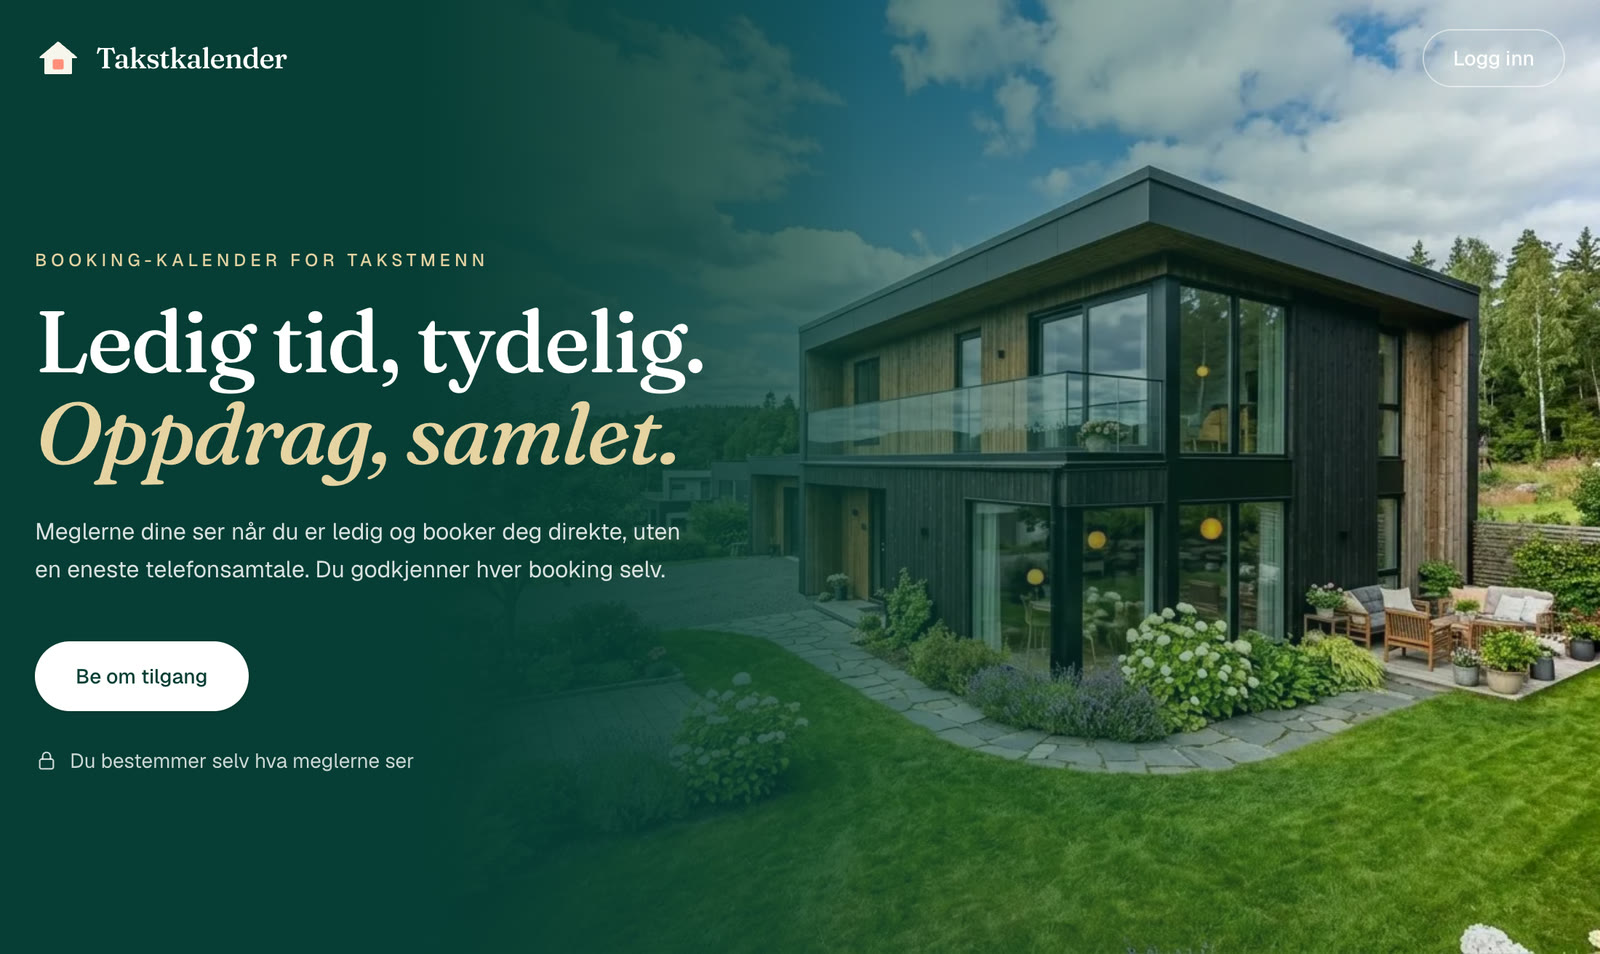 Takstkalender
Logg inn
BOOKING-KALENDER FOR TAKSTMENN
Ledig tid, tydelig.
Oppdrag, samlet.
Meglerne dine ser når du er ledig og booker deg direkte, uten
en eneste telefonsamtale. Du godkjenner hver booking selv.
Be om tilgang
Du bestemmer selv hva meglerne ser